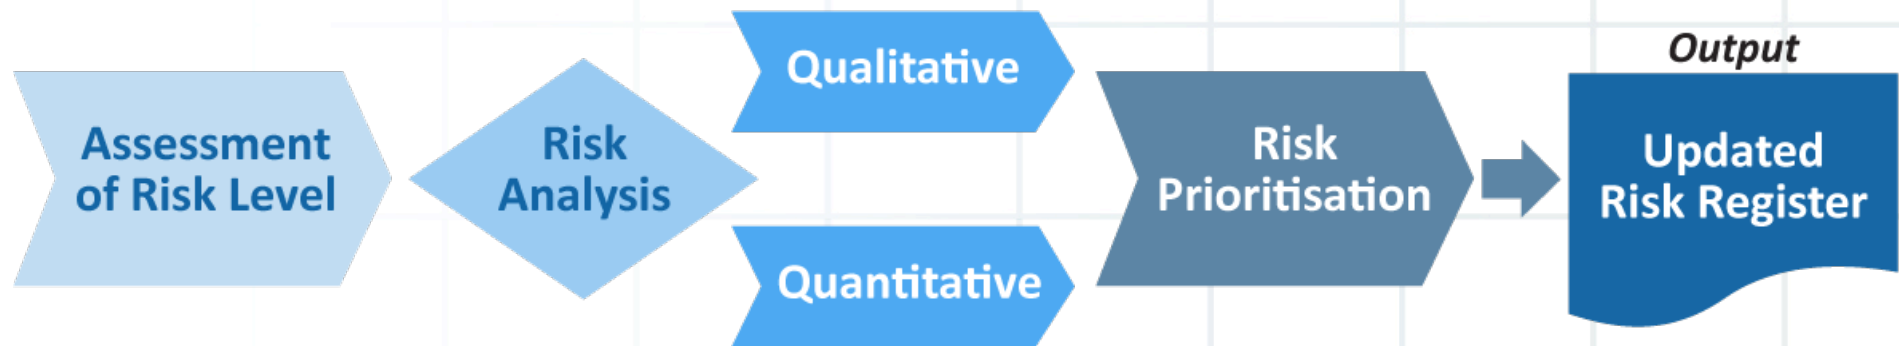 Assessment
of Risk Level
Risk
Analysis
Qualitative
Quantitative
Risk
Prioritisation
Output
Updated
Risk Register